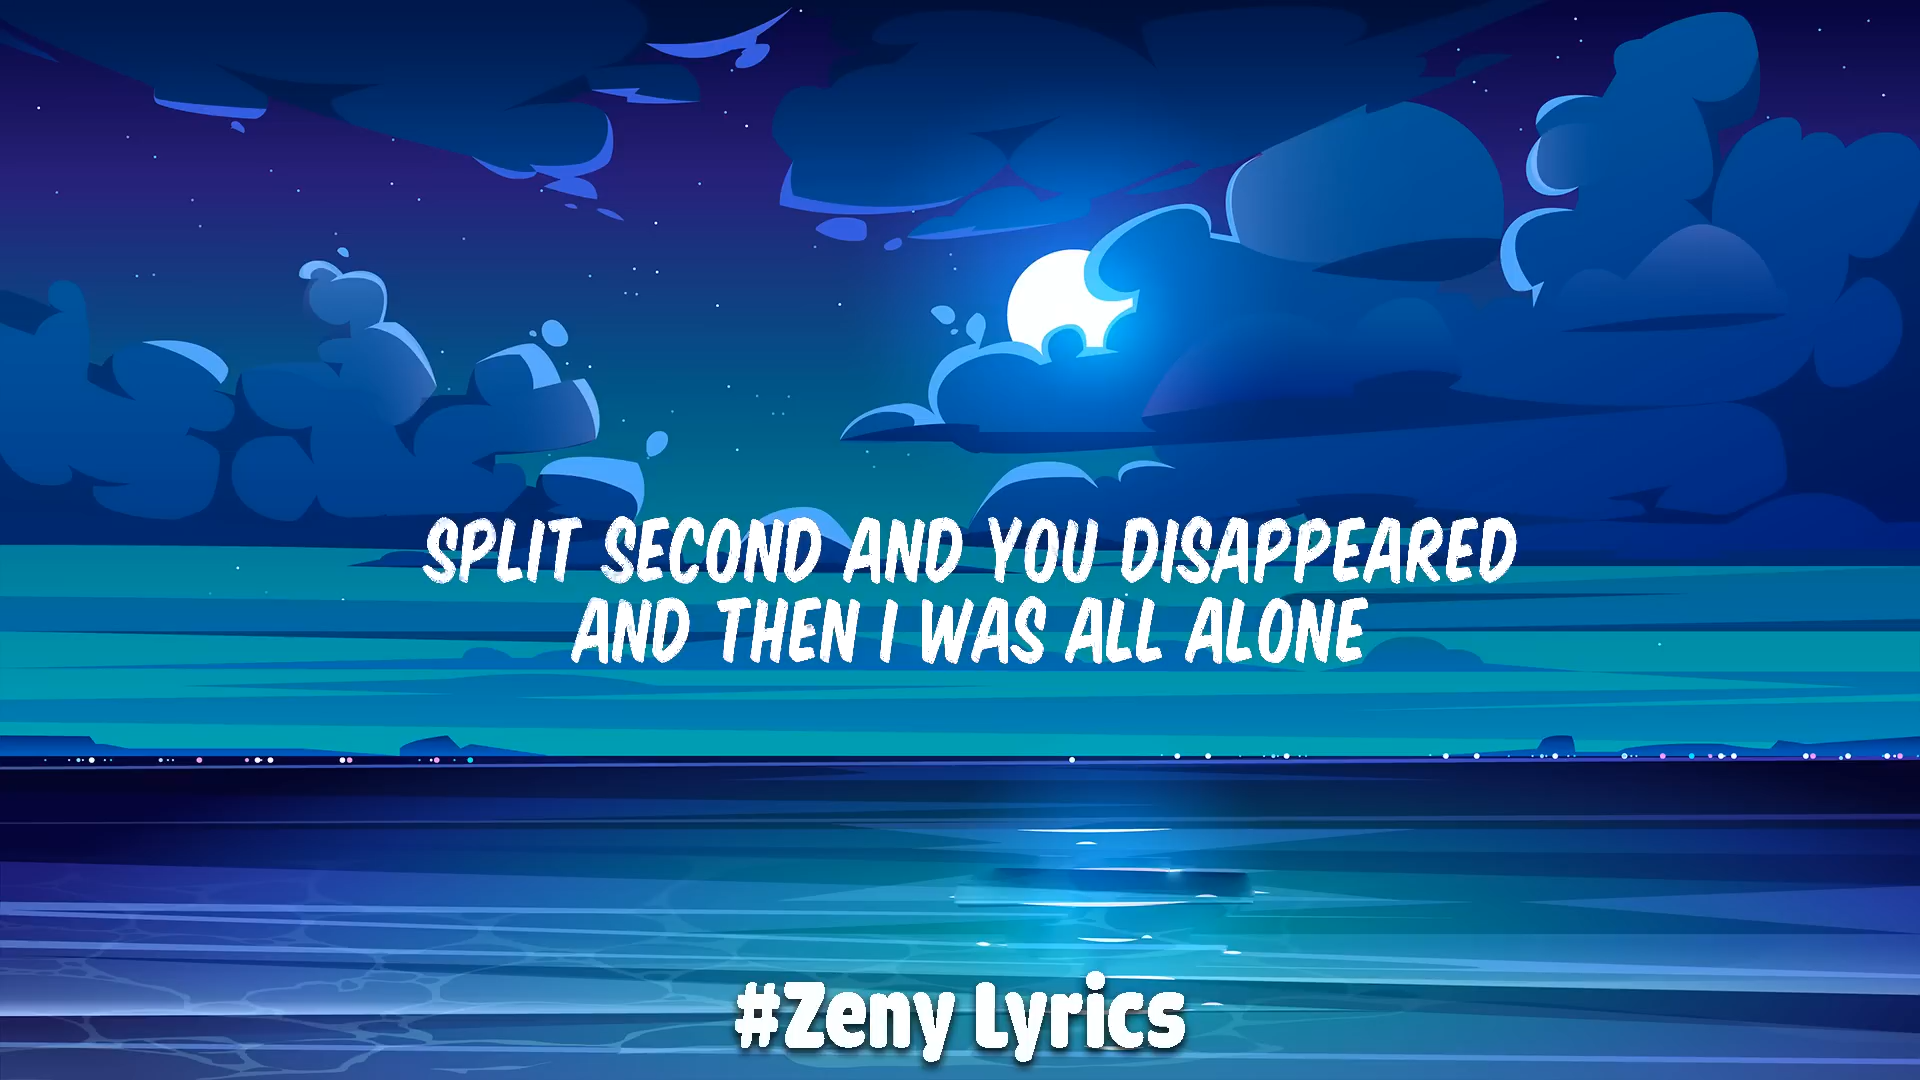 SPLIT SECOND AND YOU DISAPPEARED
AND THEN I WAS ALL ALONE
#Zeny Lyrics